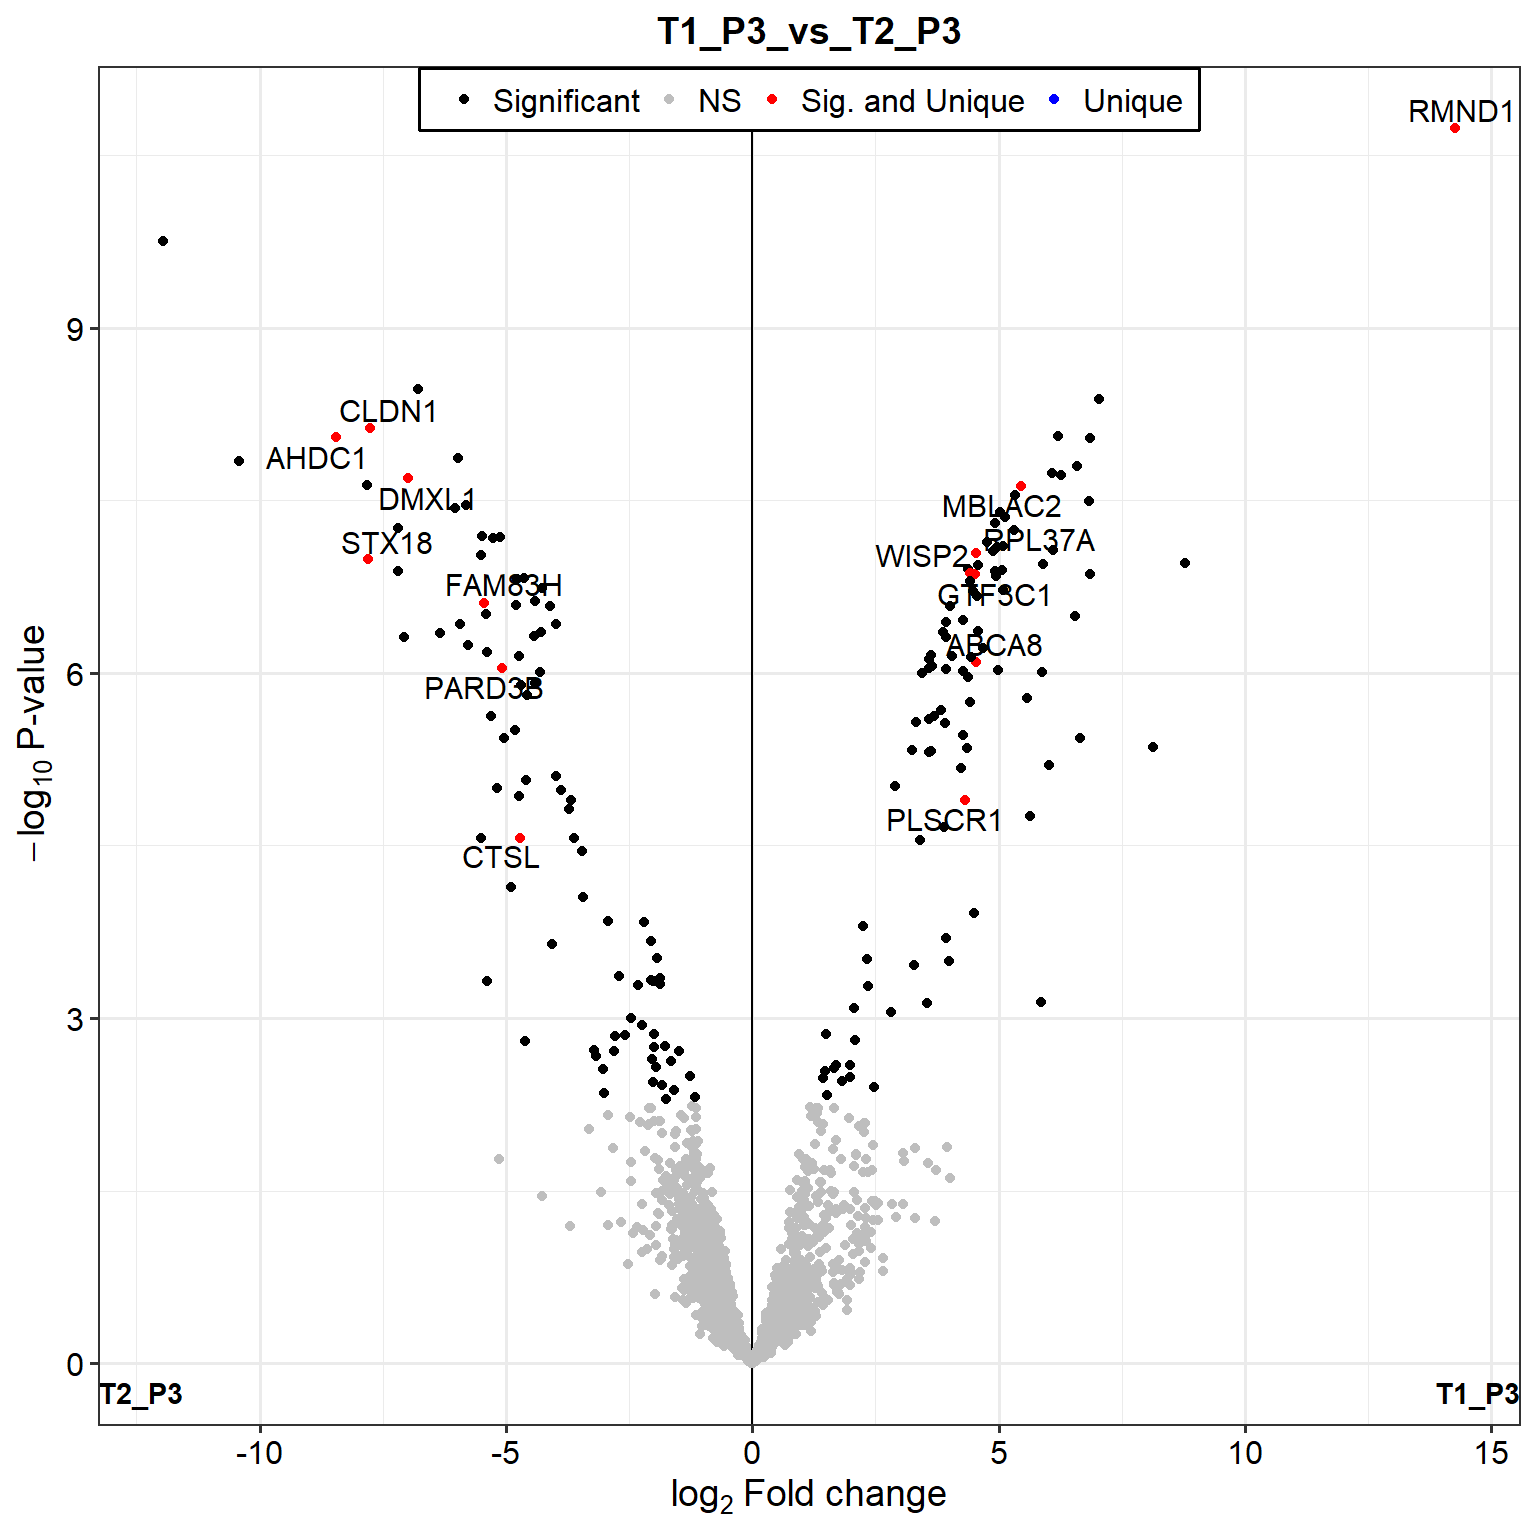 T1_P3_vs_T2_P3
Significant NS Sig. and Unique Unique
RMND1
CLDN1
AHDC1
DMXL1
MBLAC2
STX18
RPL37A
WISP2
FAM83H
GTF3C1
ABCA8
PARD3B
PLSCR1
CTSL
9
6
3
0
−log10 P-value
T2_P3
T1_P3
-10 -5 0 5 10 15
log2 Fold change